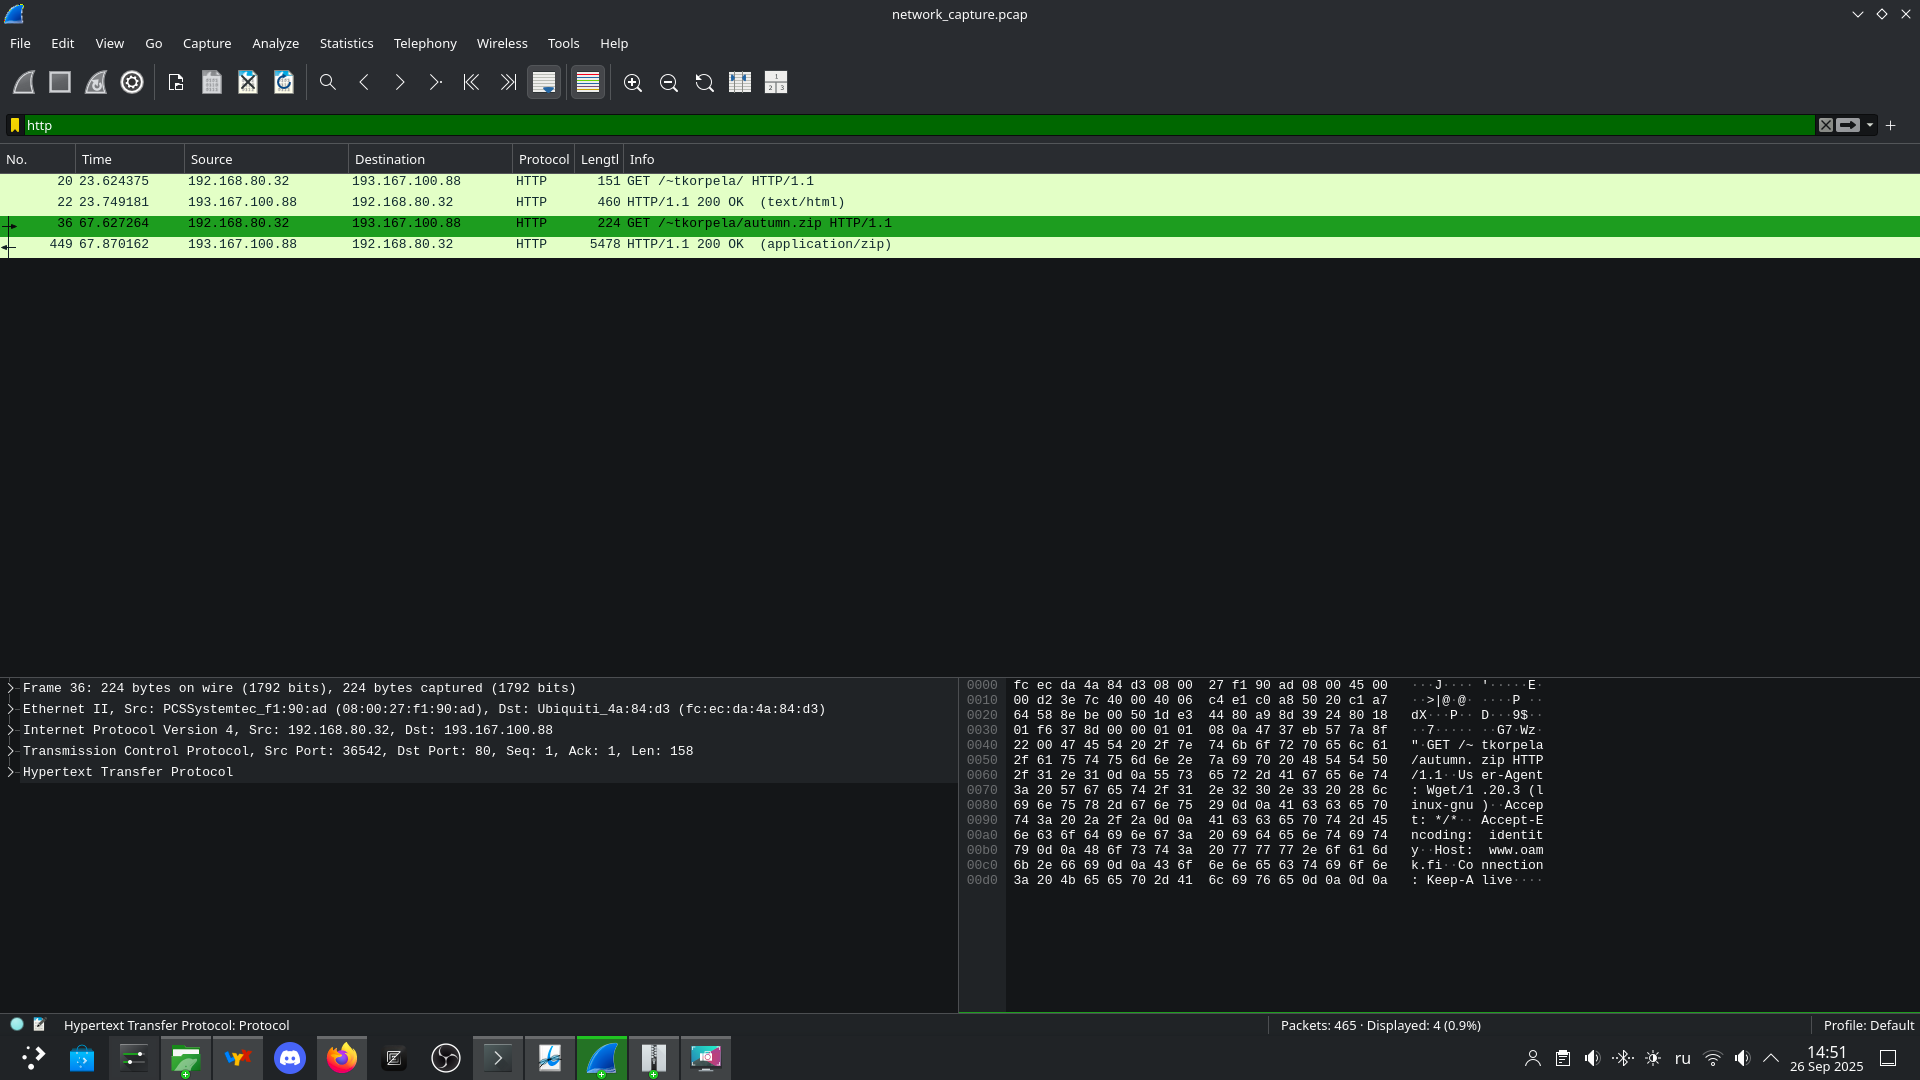 network_capture.pcap
File Edit View Go Capture Analyze Statistics Telephony Wireless Tools Help
http
No. Time Source Destination Protocol Lengtl Info
20 23.624375 192.168.80.32 193.167.100.88 HTTP 151 GET /~tkorpela/ HTTP/1.1
22 23.749181 193.167.100.88 192.168.80.32 HTTP 460 HTTP/1.1 200 OK (text/html)
36 67.627264 192.168.80.32 193.167.100.88 HTTP 224 GET /~tkorpela/autumn.zip HTTP/1.1
449 67.870162 193.167.100.88 192.168.80.32 HTTP 5478 HTTP/1.1 200 OK (application/zip)
Frame 36: 224 bytes on wire (1792 bits), 224 bytes captured (1792 bits)
Ethernet II, Src: PCSSystemtec_f1:90:ad (08:00:27:f1:90:ad), Dst: Ubiquiti_4a:84:d3 (fc:ec:da:4a:84:d3)
Internet Protocol Version 4, Src: 192.168.80.32, Dst: 193.167.100.88
Transmission Control Protocol, Src Port: 36542, Dst Port: 80, Seq: 1, Ack: 1, Len: 158
Hypertext Transfer Protocol
0000 fc ec da 4a 84 d3 08 00 27 f1 90 ad 08 00 45 00 ···J···· '·····E·
0010 00 d2 3e 7c 40 00 40 06 c4 e1 c0 a8 50 20 c1 a7 ··>|@·@· ····P ··
0020 64 58 8e be 00 50 1d e3 44 80 a9 8d 39 24 80 18 dX···P·· D···9$··
0030 01 f6 37 8d 00 00 01 01 08 0a 47 37 eb 57 7a 8f ··7····· ··G7·Wz·
0040 22 00 47 45 54 20 2f 7e 74 6b 6f 72 70 65 6c 61 "·GET /~ tkorpela
0050 2f 61 75 74 75 6d 6e 2e 7a 69 70 20 48 54 54 50 /autumn. zip HTTP
0060 2f 31 2e 31 0d 0a 55 73 65 72 2d 41 67 65 6e 74 /1.1··Us er-Agent
0070 3a 20 57 67 65 74 2f 31 2e 32 30 2e 33 20 28 6c : Wget/1 .20.3 (l
0080 69 6e 75 78 2d 67 6e 75 29 0d 0a 41 63 63 65 70 inux-gnu )··Accep
0090 74 3a 20 2a 2f 2a 0d 0a 41 63 63 65 70 74 2d 45 t: */*·· Accept-E
00a0 6e 63 6f 64 69 6e 67 3a 20 69 64 65 6e 74 69 74 ncoding: identit
00b0 79 0d 0a 48 6f 73 74 3a 20 77 77 77 2e 6f 61 6d y··Host: www.oam
00c0 6b 2e 66 69 0d 0a 43 6f 6e 6e 65 63 74 69 6f 6e k.fi··Co nnection
00d0 3a 20 4b 65 65 70 2d 41 6c 69 76 65 0d 0a 0d 0a : Keep-A live····
Hypertext Transfer Protocol: Protocol
Packets: 465 · Displayed: 4 (0.9%)
Profile: Default
ru
14:51
26 Sep 2025